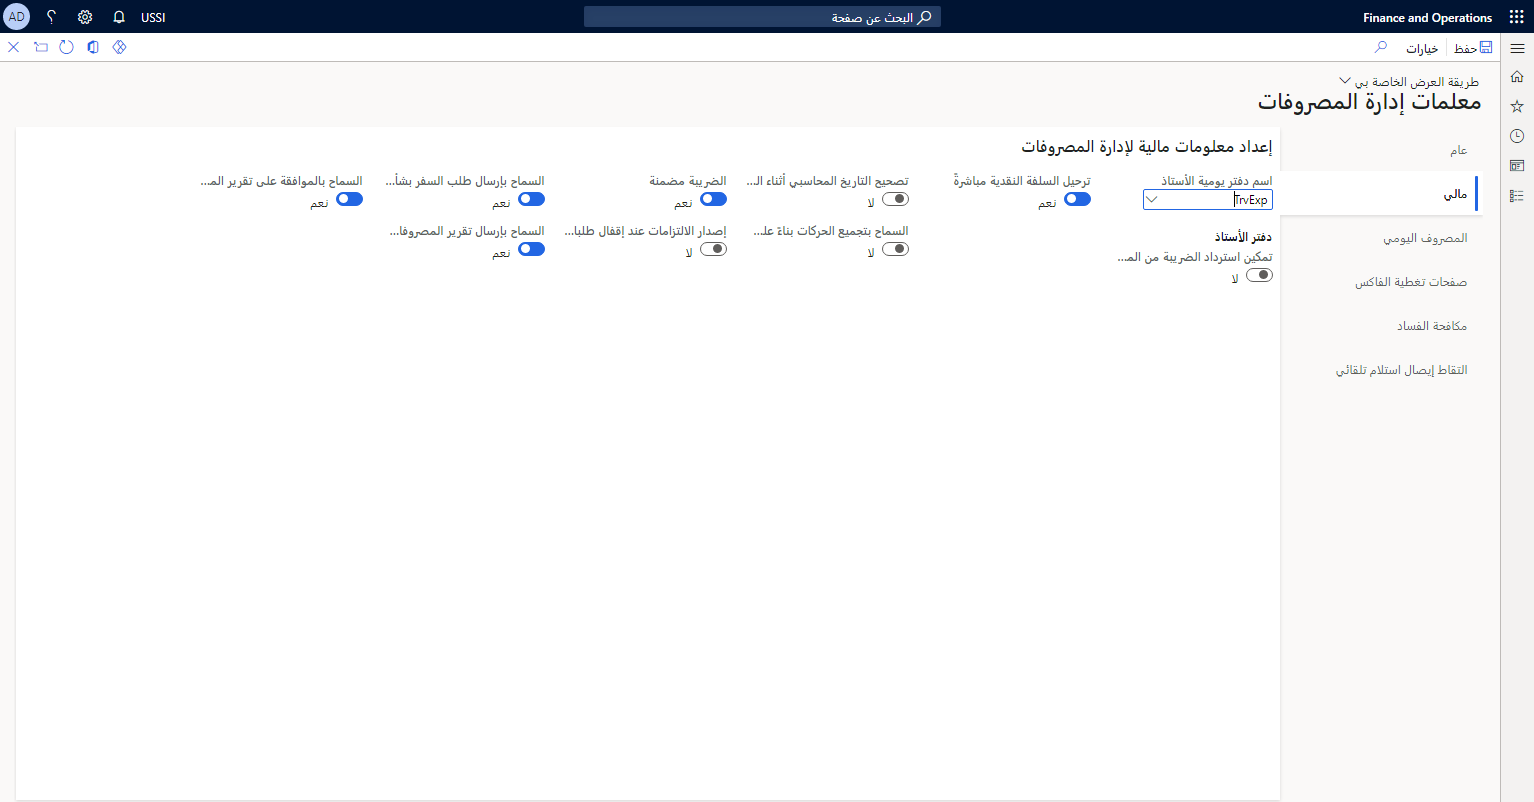 Finance and Operations
البحث عن صفحة
USSI
AD
حفظ
خيارات
طريقة العرض الخاصة بي
معلمات إدارة المصروفات
عام
مالي
المصروف اليومي
صفحات تغطية الفاكس
مكافحة الفساد
التقاط إيصال استلام تلقائي
إعداد معلومات مالية لإدارة المصروفات
اسم دفتر يومية الأستاذ
TrvExp
دفتر الأستاذ
تمكين استرداد الضريبة من الم...
لا
ترحيل السلفة النقدية مباشرةً
نعم
تصحيح التاريخ المحاسبي أثناء ال...
لا
السماح بتجميع الحركات بناءً عل...
لا
الضريبة مضمنة
نعم
إصدار الالتزامات عند إقفال طلبا...
لا
السماح بإرسال طلب السفر بشأ...
نعم
السماح بإرسال تقرير المصروفا...
نعم
السماح بالموافقة على تقرير الم...
نعم